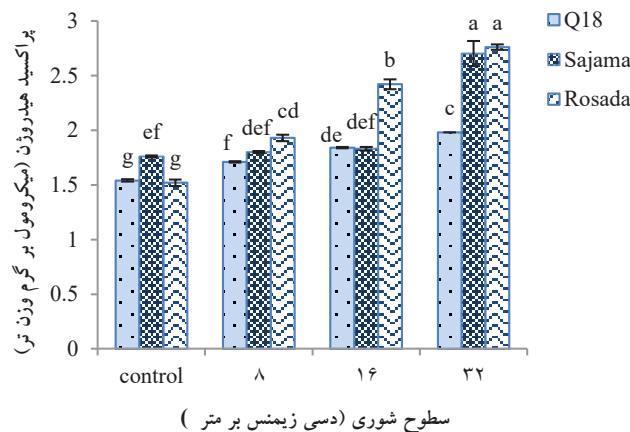 پراکسید هیدروژن (میکرومول بر گرم وزن تر)
3
2.5
2
1.5
1
0.5
0
g
ef
g
f
def
cd
de
def
b
c
a
a
control
۸
۱۶
۳۲
سطوح شوری (دسی زیمنس بر متر )
Q18
Sajama
Rosada